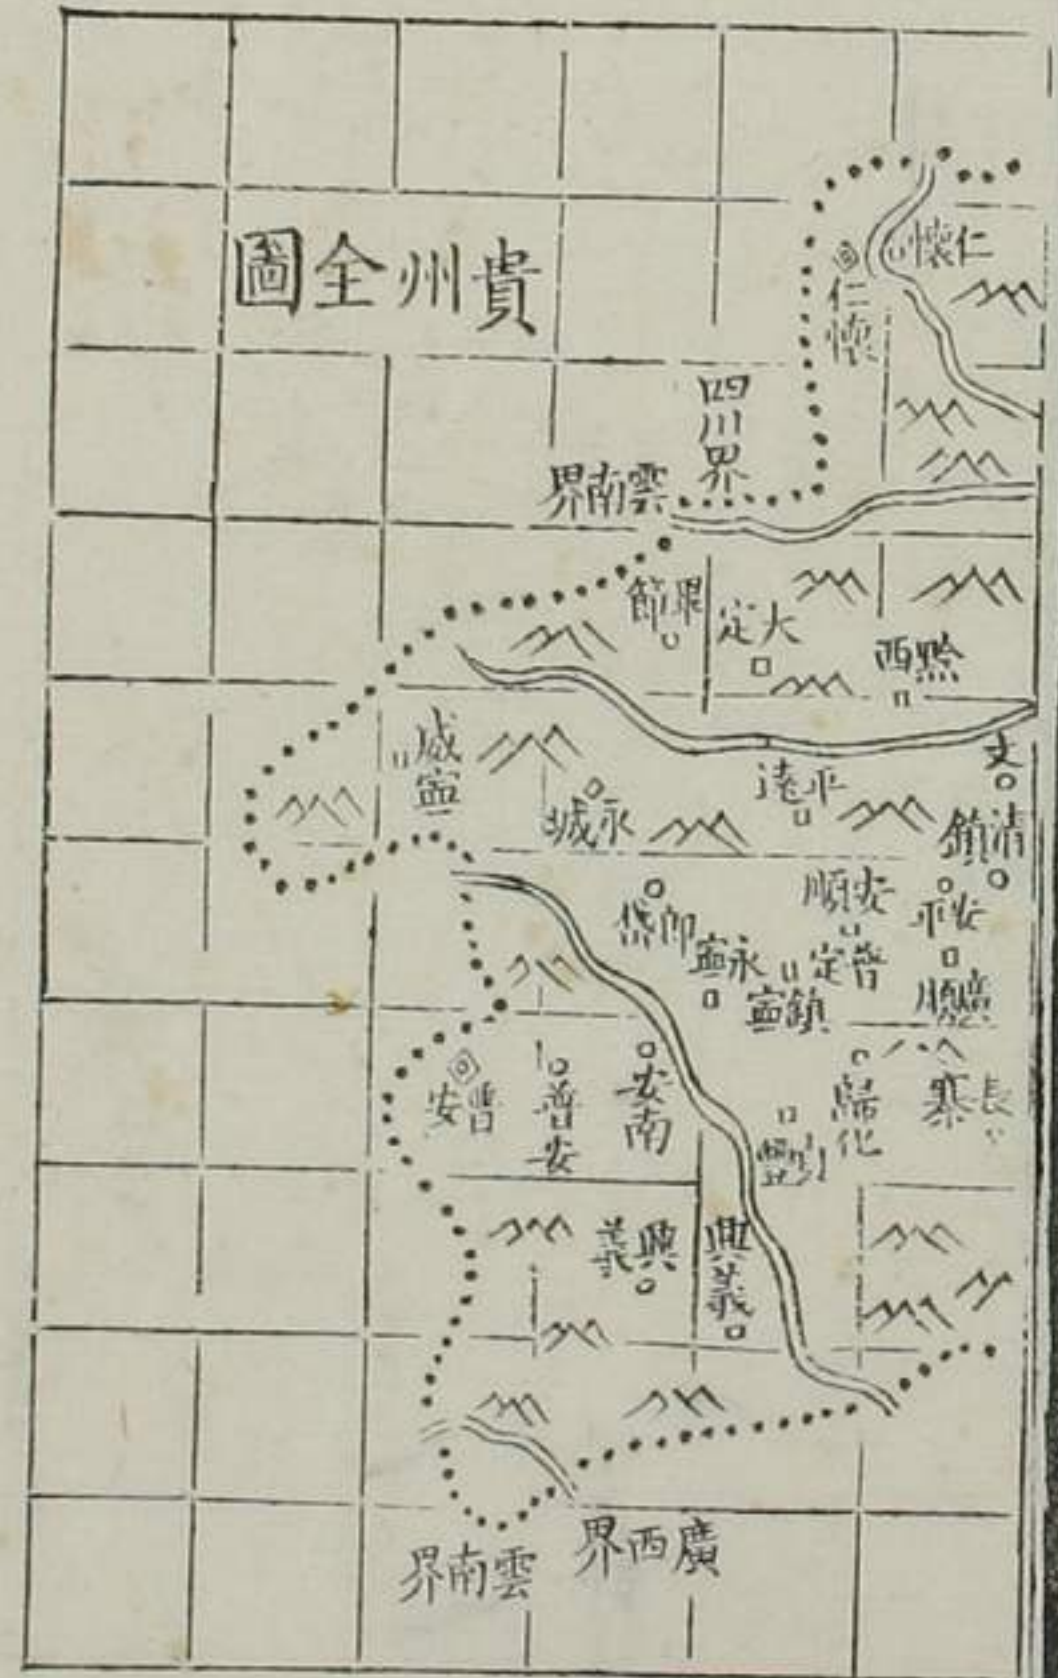 貴州全圖
仁懷
仁懷
四川界
雲南界
畢節
大定
黔西
威寧
永城
平遠
清鎮
安順
安平
郎岱
永寧
普定
鎮寧
廣順
長寨
歸化
安南
普安
普安
興義
興義
廣西界
雲南界